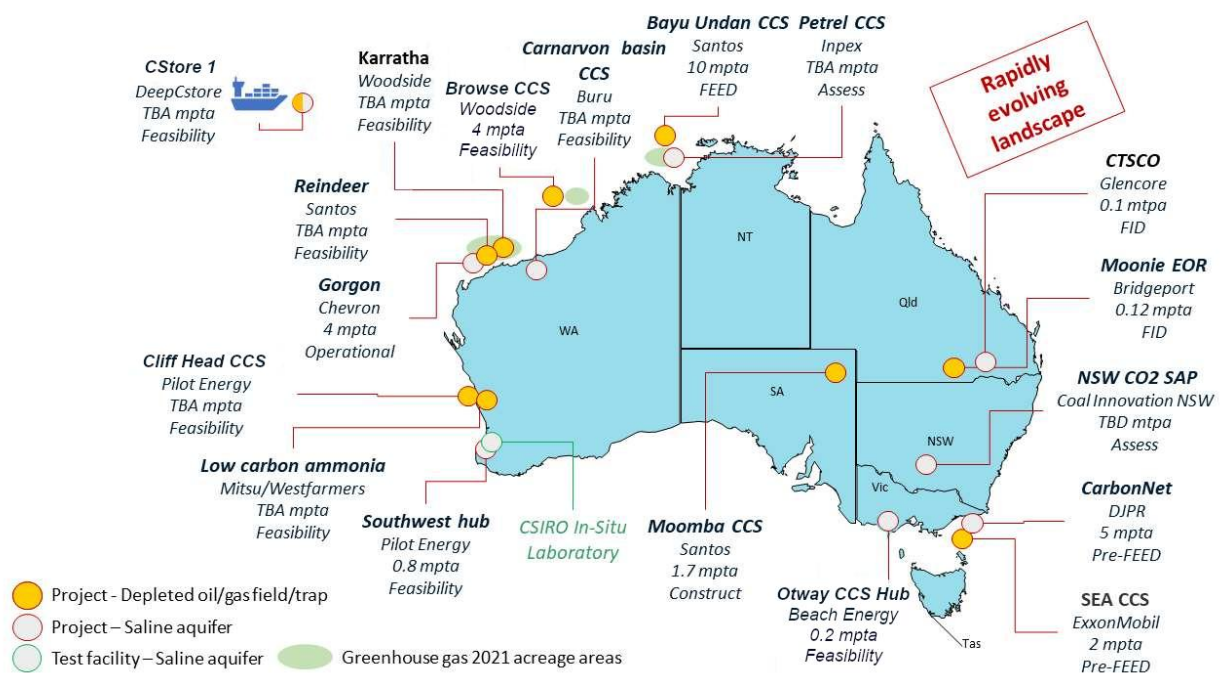 CStore 1
DeepCstore
TBA mpta
Feasibility
Karratha
Woodside
TBA mpta
Feasibility
Browse CCS
Woodside
4 mpta
Feasibility
Carnarvon basin
CCS
Buru
TBA mpta
Feasibility
Bayu Undan CCS
Santos
10 mpta
FEED
Petrel CCS
Inpex
TBA mpta
Assess
Rapidly
evolving
landscape
Reindeer
Santos
TBA mpta
Feasibility
Gorgon
Chevron
4 mpta
Operational
Cliff Head CCS
Pilot Energy
TBA mpta
Feasibility
Low carbon ammonia
Mitsu/Westfarmers
TBA mpta
Feasibility
Southwest hub
Pilot Energy
0.8 mpta
Feasibility
CSIRO In-Situ
Laboratory
Moomba CCS
Santos
1.7 mpta
Construct
Otway CCS Hub
Beach Energy
0.2 mpta
Feasibility
CTSCO
Glencore
0.1 mtpa
FID
Moonie EOR
Bridgeport
0.12 mpta
FID
NSW CO2 SAP
Coal Innovation NSW
TBD mtpa
Assess
CarbonNet
DJPR
5 mpta
Pre-FEED
SEA CCS
ExxonMobil
2 mpta
Pre-FEED
WA
NT
Qld
SA
NSW
Vic
Tas
Project - Depleted oil/gas field/trap
Project – Saline aquifer
Test facility – Saline aquifer
Greenhouse gas 2021 acreage areas